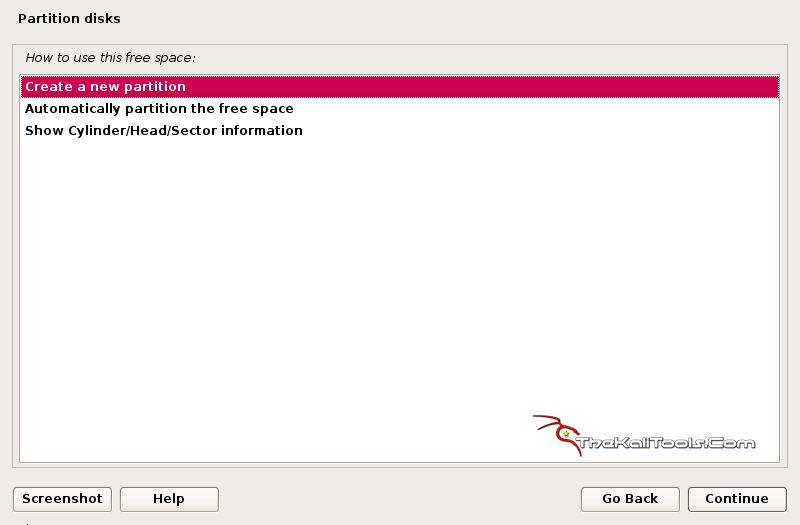 Partition disks
How to use this free space:
Create a new partition
Automatically partition the free space
Show Cylinder/Head/Sector information
TheKaliTools.Com
Screenshot
Help
Go Back
Continue